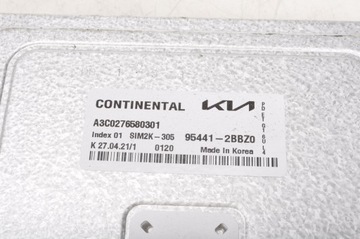 CONTINENTAL KIA
A3C0276580301
Index 01 SIM2K-305 95441-2BBZ0
K 27.04.21/1 0120 Made In Korea